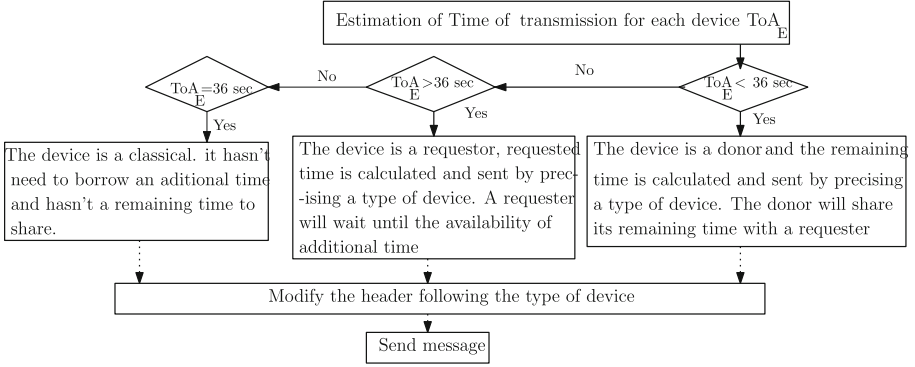 Estimation of Time of transmission for each device ToA_E
ToA_E=36 sec
No
ToA_E>36 sec
No
ToA_E< 36 sec
Yes
Yes
Yes
The device is a classical. it hasn't
need to borrow an aditional time
and hasn't a remaining time to
share.
The device is a requestor, requested
time is calculated and sent by prec-
-ising a type of device. A requester
will wait until the availability of
additional time
The device is a donor and the remaining
time is calculated and sent by precising
a type of device. The donor will share
its remaining time with a requester
Modify the header following the type of device
Send message